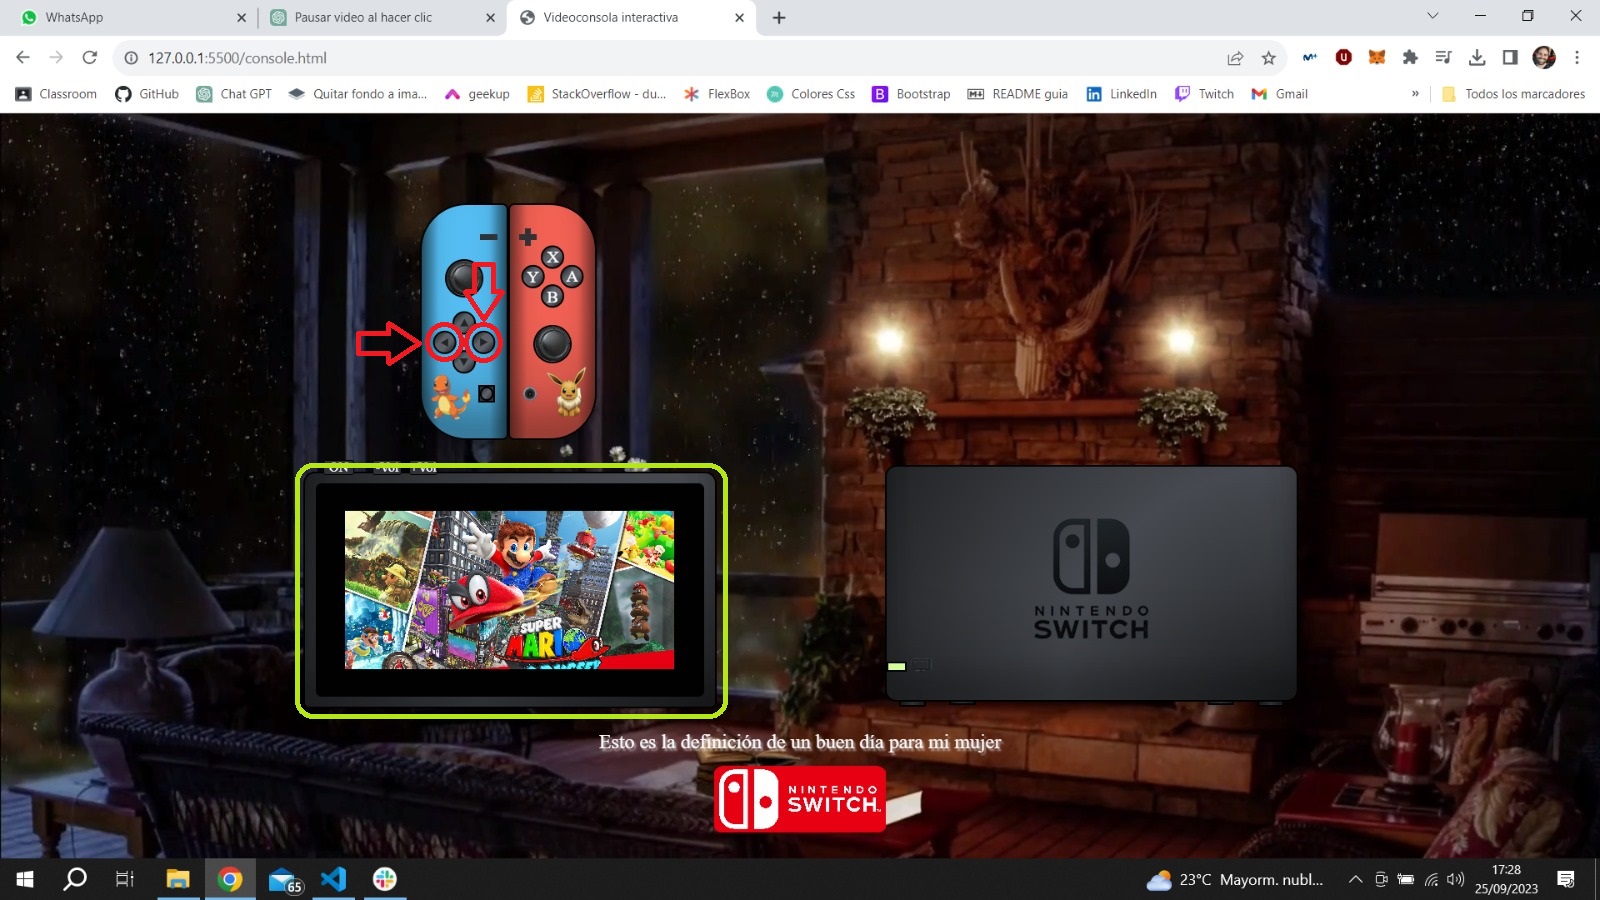 WhatsApp
Pausar video al hacer clic
Videoconsola interactiva
127.0.0.1:5500/console.html
Classroom
GitHub
Chat GPT
Quitar fondo a ima...
geekup
StackOverflow - du...
FlexBox
Colores Css
Bootstrap
README guia
LinkedIn
Twitch
Gmail
»
Todos los marcadores
X
Y
A
B
ON
-Vol
+Vol
SUPER
MARIO
NINTENDO
SWITCH
Esto es la definición de un buen día para mi mujer
NINTENDO
SWITCH
65
23°C Mayorm. nubl...
17:28
25/09/2023